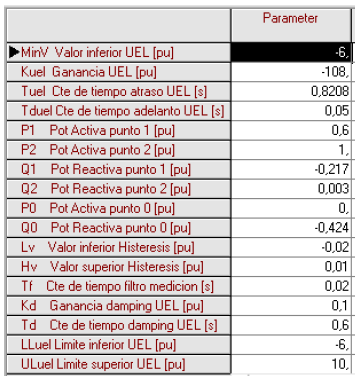 Parameter
MinV Valor inferior UEL [pu] -6,
Kuel Ganancia UEL [pu] -108,
Tuel Cte de tiempo atraso UEL [s] 0,8208
Tduel Cte de tiempo adelanto UEL [s] 0,05
P1 Pot Activa punto 1 [pu] 0,6
P2 Pot Activa punto 2 [pu] 1,
Q1 Pot Reactiva punto 1 [pu] -0,217
Q2 Pot Reactiva punto 2 [pu] 0,003
P0 Pot Activa punto 0 [pu] 0,
Q0 Pot Reactiva punto 0 [pu] -0,424
Lv Valor inferior Histeresis [pu] -0,02
Hv Valor superior Histeresis [pu] 0,01
Tf Cte de tiempo filtro medicion [s] 0,02
Kd Ganancia damping UEL [pu] 0,1
Td Cte de tiempo damping UEL [s] 0,6
LLuel Limite inferior UEL [pu] -6,
ULuel Limite superior UEL [pu] 10,